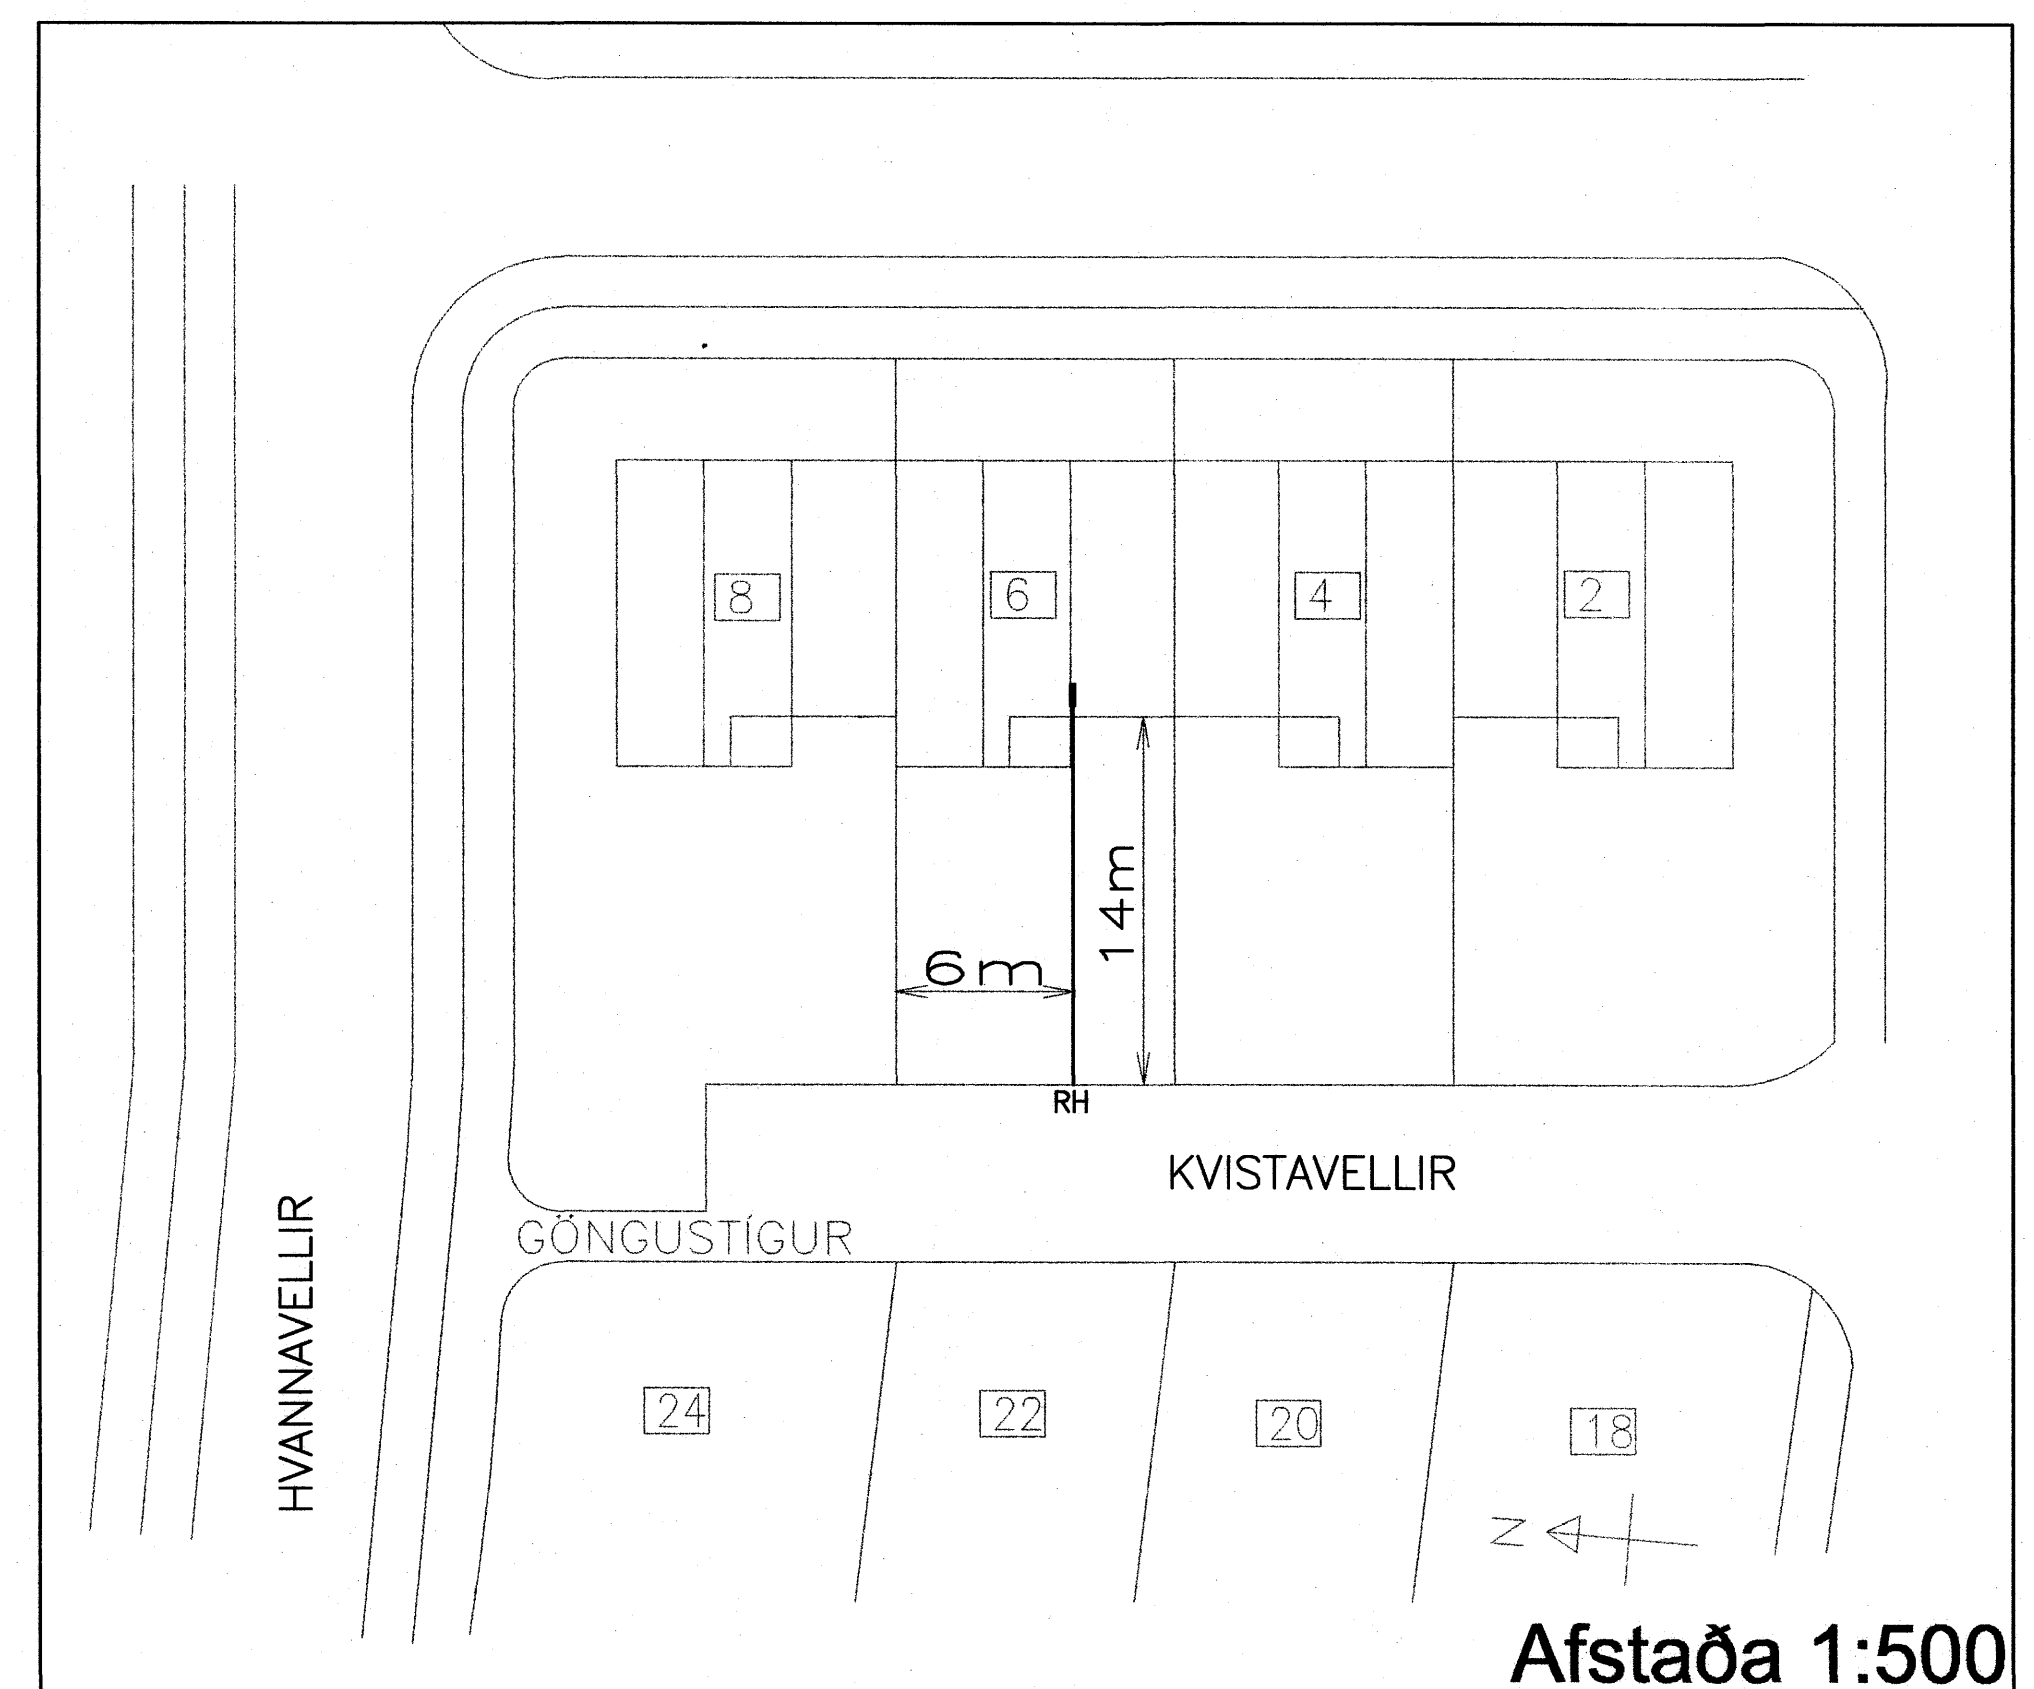 8
6
4
2
14m
6m
RH
KVISTAVELLIR
HVANNAVELLIR
GÖNGUSTÍGUR
24
22
20
18
N
Afstaða 1:500